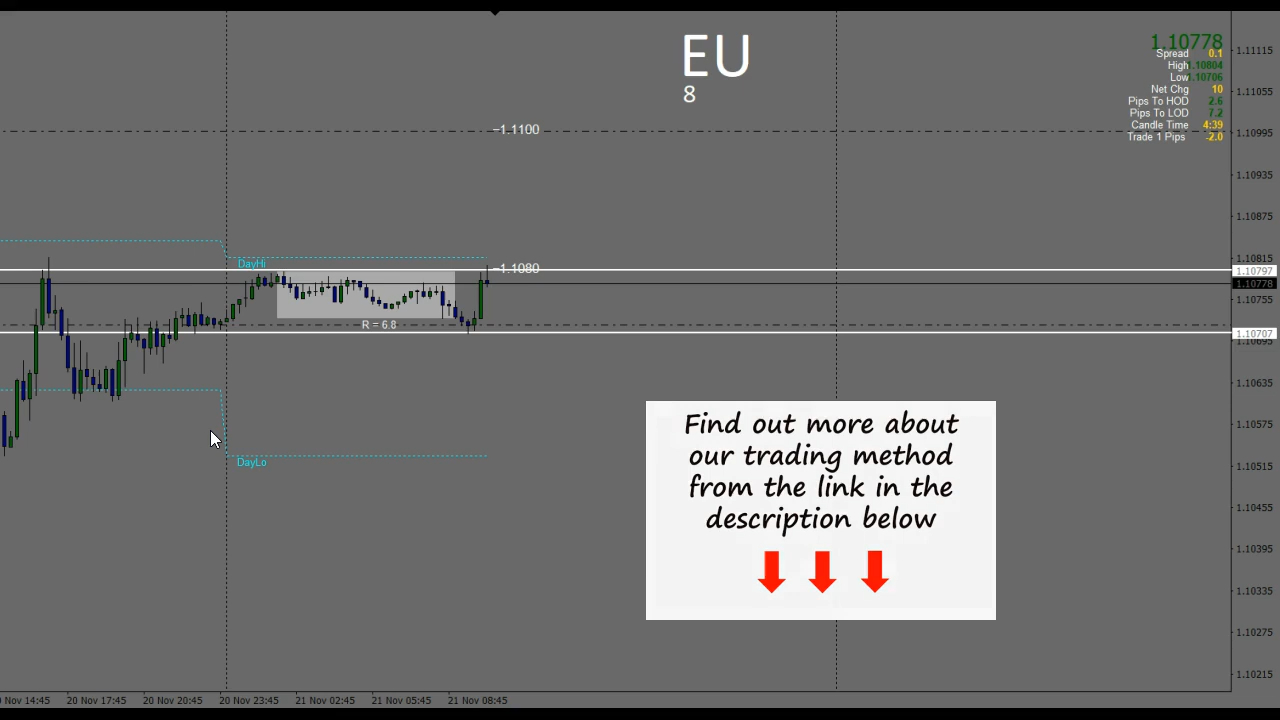 EU
8
1.10778
Spread 0.1
High 1.10804
Low 1.10706
Net Chg 10
Pips To HOD 2.6
Pips To LOD 7.2
Candle Time 4:39
Trade 1 Pips -2.0
1.1100
DayHi
1.1080
R = 6.8
DayLo
Find out more about
our trading method
from the link in the
description below
1.11115
1.11055
1.10995
1.10935
1.10875
1.10815
1.10797
1.10778
1.10755
1.10707
1.10695
1.10635
1.10575
1.10515
1.10455
1.10395
1.10335
1.10275
1.10215
Nov 14:45 20 Nov 17:45 20 Nov 20:45 20 Nov 23:45 21 Nov 02:45 21 Nov 05:45 21 Nov 08:45